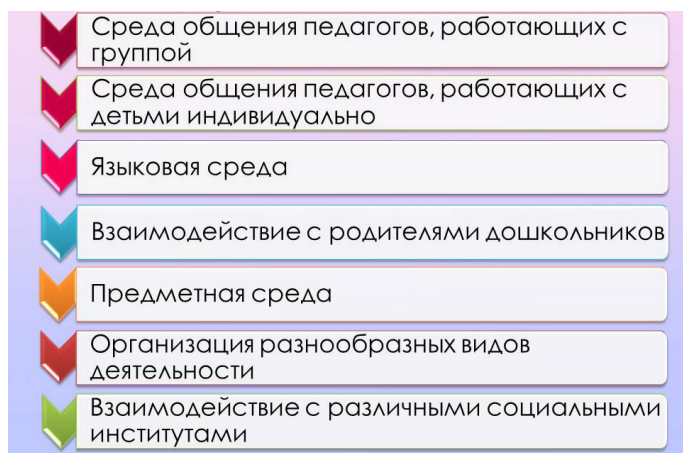 Среда общения педагогов, работающих с
группой
Среда общения педагогов, работающих с
детьми индивидуально
Языковая среда
Взаимодействие с родителями дошкольников
Предметная среда
Организация разнообразных видов
деятельности
Взаимодействие с различными социальными
институтами